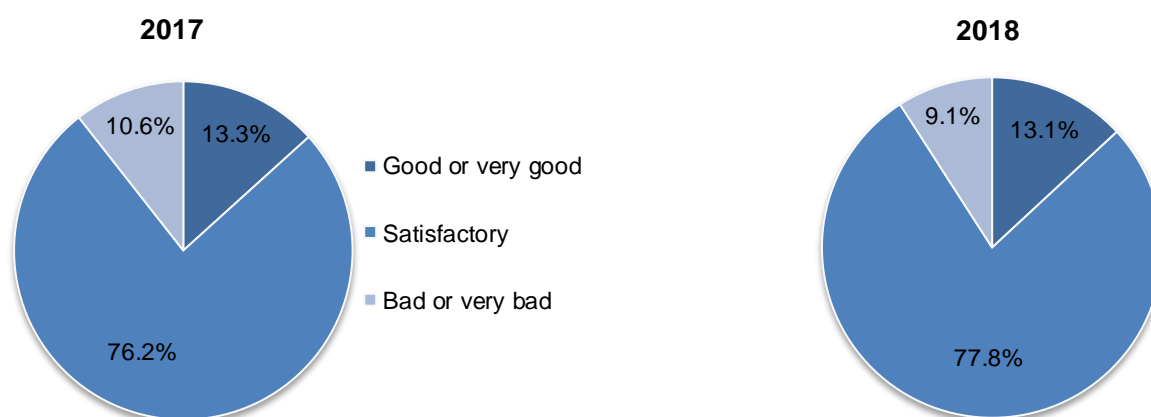 2017
2018
10.6%
13.3%
9.1%
13.1%
Good or very good
Satisfactory
Bad or very bad
76.2%
77.8%